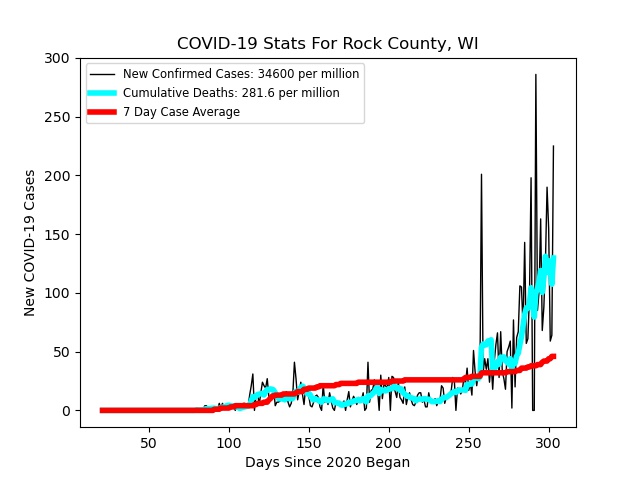 COVID-19 Stats For Rock County, WI
New Confirmed Cases: 34600 per million
Cumulative Deaths: 281.6 per million
7 Day Case Average
New COVID-19 Cases
300
250
200
150
100
50
0
50 100 150 200 250 300
Days Since 2020 Began